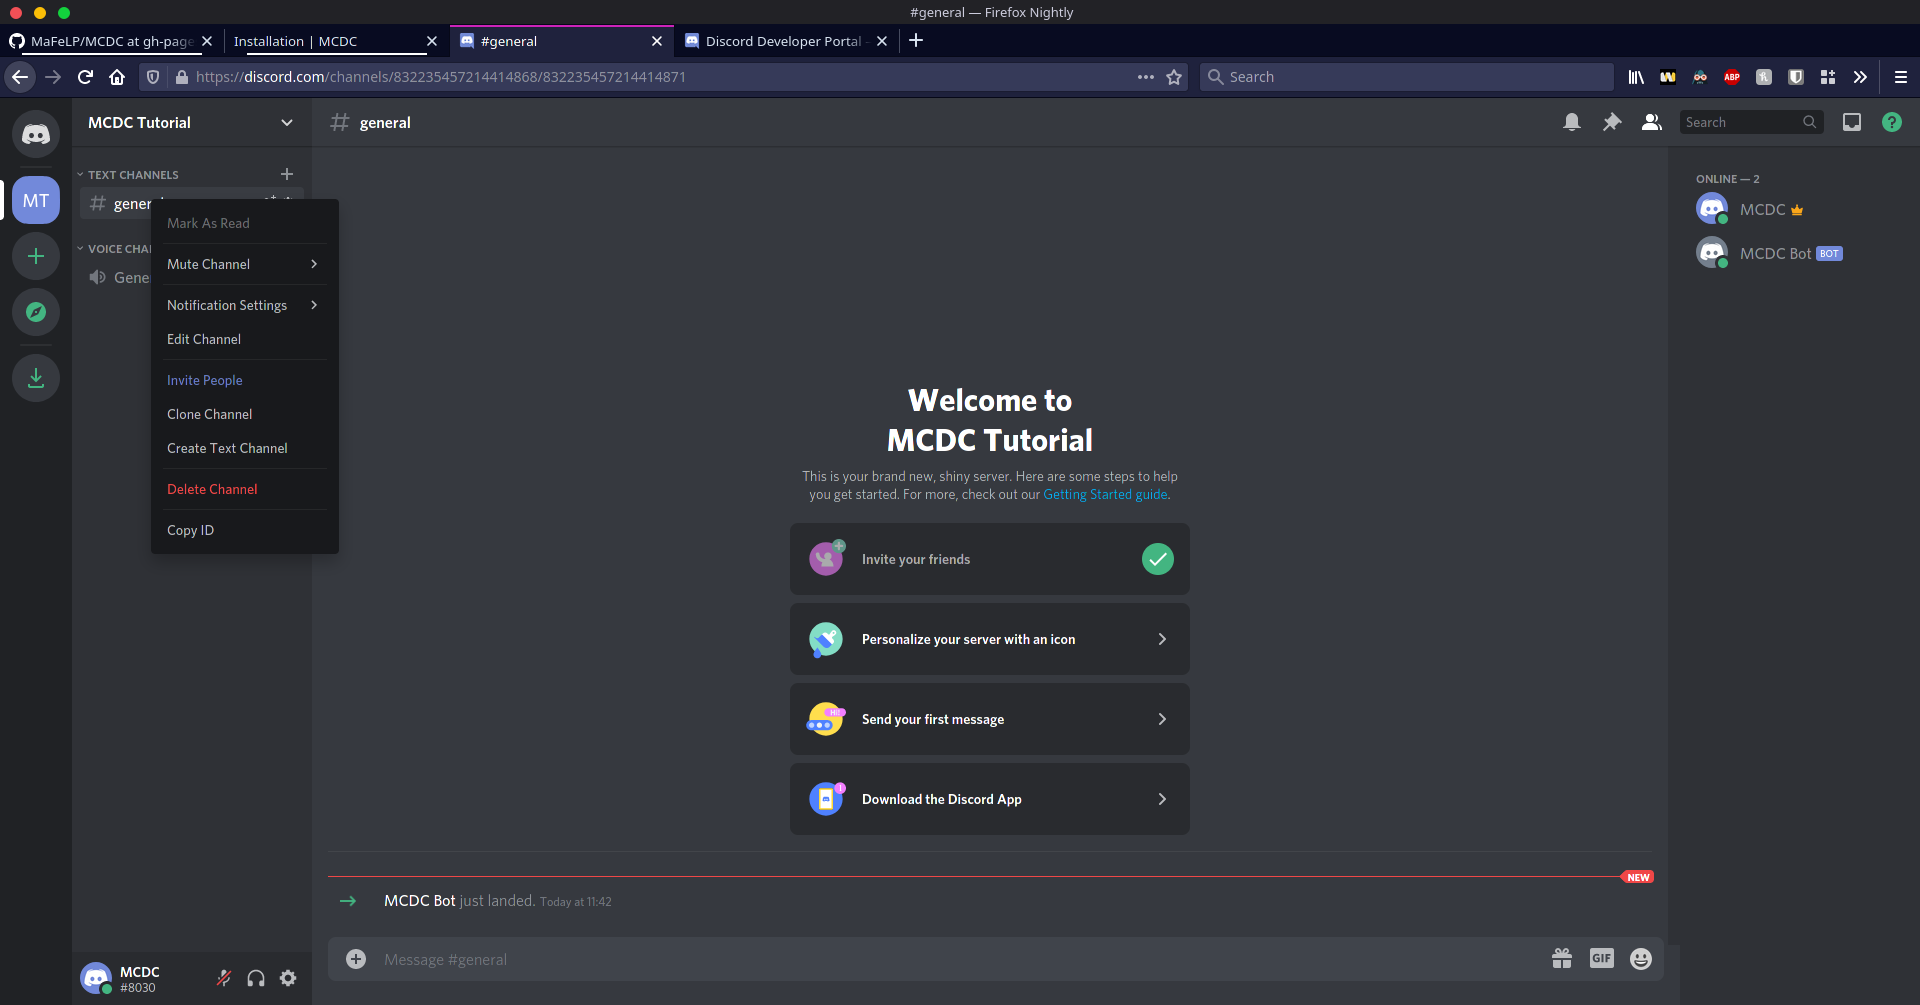 #general — Firefox Nightly
MaFeLP/MCDC at gh-page
Installation | MCDC
#general
Discord Developer Portal -
https://discord.com/channels/832235457214414868/832235457214414871
Search
ABP
MCDC Tutorial
general
Search
MT
TEXT CHANNELS
gener
VOICE CHA
Gene
Mark As Read
Mute Channel
Notification Settings
Edit Channel
Invite People
Clone Channel
Create Text Channel
Delete Channel
Copy ID
Welcome to
MCDC Tutorial
This is your brand new, shiny server. Here are some steps to help
you get started. For more, check out our Getting Started guide.
Invite your friends
Personalize your server with an icon
Hi!
Send your first message
Download the Discord App
NEW
MCDC Bot just landed. Today at 11:42
Message #general
GIF
MCDC
#8030
ONLINE — 2
MCDC
MCDC Bot BOT